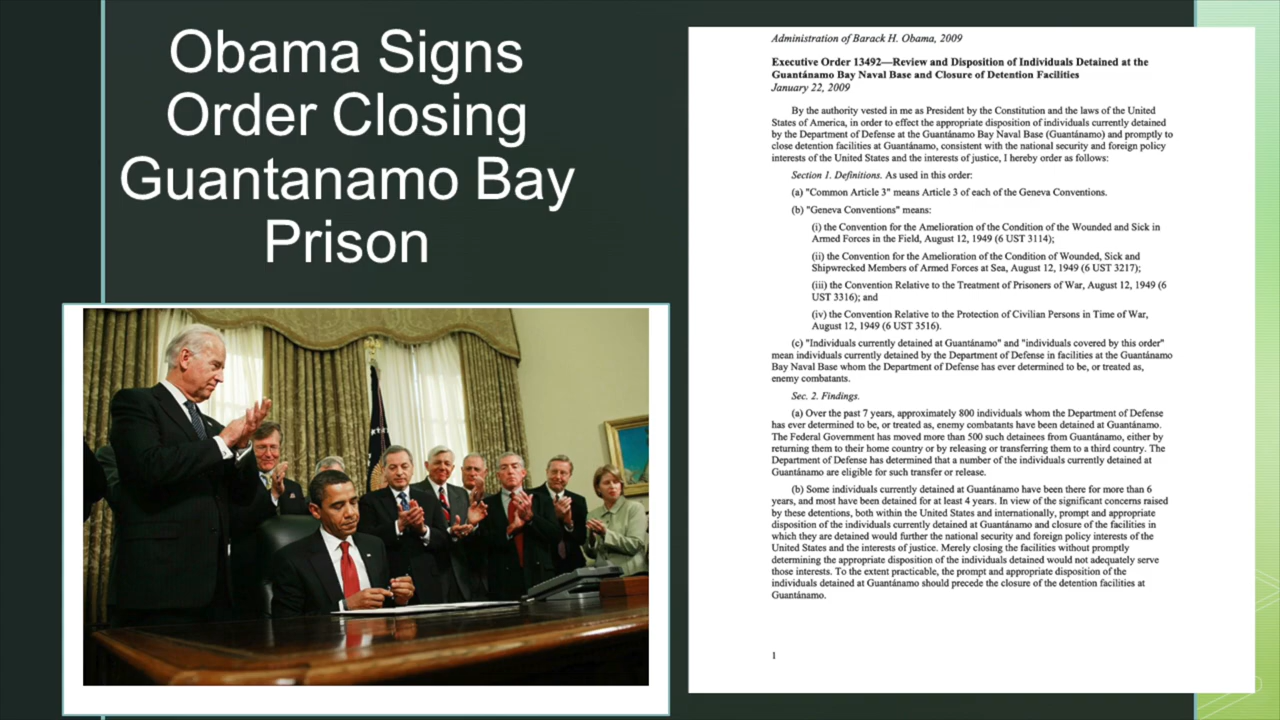 Obama Signs
Order Closing
Guantanamo Bay
Prison
Administration of Barack H. Obama, 2009
Executive Order 13492—Review and Disposition of Individuals Detained at the
Guantánamo Bay Naval Base and Closure of Detention Facilities
January 22, 2009
By the authority vested in me as President by the Constitution and the laws of the United
States of America, in order to effect the appropriate disposition of individuals currently detained
by the Department of Defense at the Guantánamo Bay Naval Base (Guantánamo) and promptly to
close detention facilities at Guantánamo, consistent with the national security and foreign policy
interests of the United States and the interests of justice, I hereby order as follows:
Section 1. Definitions. As used in this order:
(a) "Common Article 3" means Article 3 of each of the Geneva Conventions.
(b) "Geneva Conventions" means:
(i) the Convention for the Amelioration of the Condition of the Wounded and Sick in
Armed Forces in the Field, August 12, 1949 (6 UST 3114);
(ii) the Convention for the Amelioration of the Condition of Wounded, Sick and
Shipwrecked Members of Armed Forces at Sea, August 12, 1949 (6 UST 3217);
(iii) the Convention Relative to the Treatment of Prisoners of War, August 12, 1949 (6
UST 3316); and
(iv) the Convention Relative to the Protection of Civilian Persons in Time of War,
August 12, 1949 (6 UST 3516).
(c) "Individuals currently detained at Guantánamo" and "individuals covered by this order"
mean individuals currently detained by the Department of Defense in facilities at the Guantánamo
Bay Naval Base whom the Department of Defense has ever determined to be, or treated as,
enemy combatants.
Sec. 2. Findings.
(a) Over the past 7 years, approximately 800 individuals whom the Department of Defense
has ever determined to be, or treated as, enemy combatants have been detained at Guantánamo.
The Federal Government has moved more than 500 such detainees from Guantánamo, either by
returning them to their home country or by releasing or transferring them to a third country. The
Department of Defense has determined that a number of the individuals currently detained at
Guantánamo are eligible for such transfer or release.
(b) Some individuals currently detained at Guantánamo have been there for more than 6
years, and most have been detained for at least 4 years. In view of the significant concerns raised
by these detentions, both within the United States and internationally, prompt and appropriate
disposition of the individuals currently detained at Guantánamo and closure of the facilities in
which they are detained would further the national security and foreign policy interests of the
United States and the interests of justice. Merely closing the facilities without promptly
determining the appropriate disposition of the individuals detained would not adequately serve
those interests. To the extent practicable, the prompt and appropriate disposition of the
individuals detained at Guantánamo should precede the closure of the detention facilities at
Guantánamo.
1